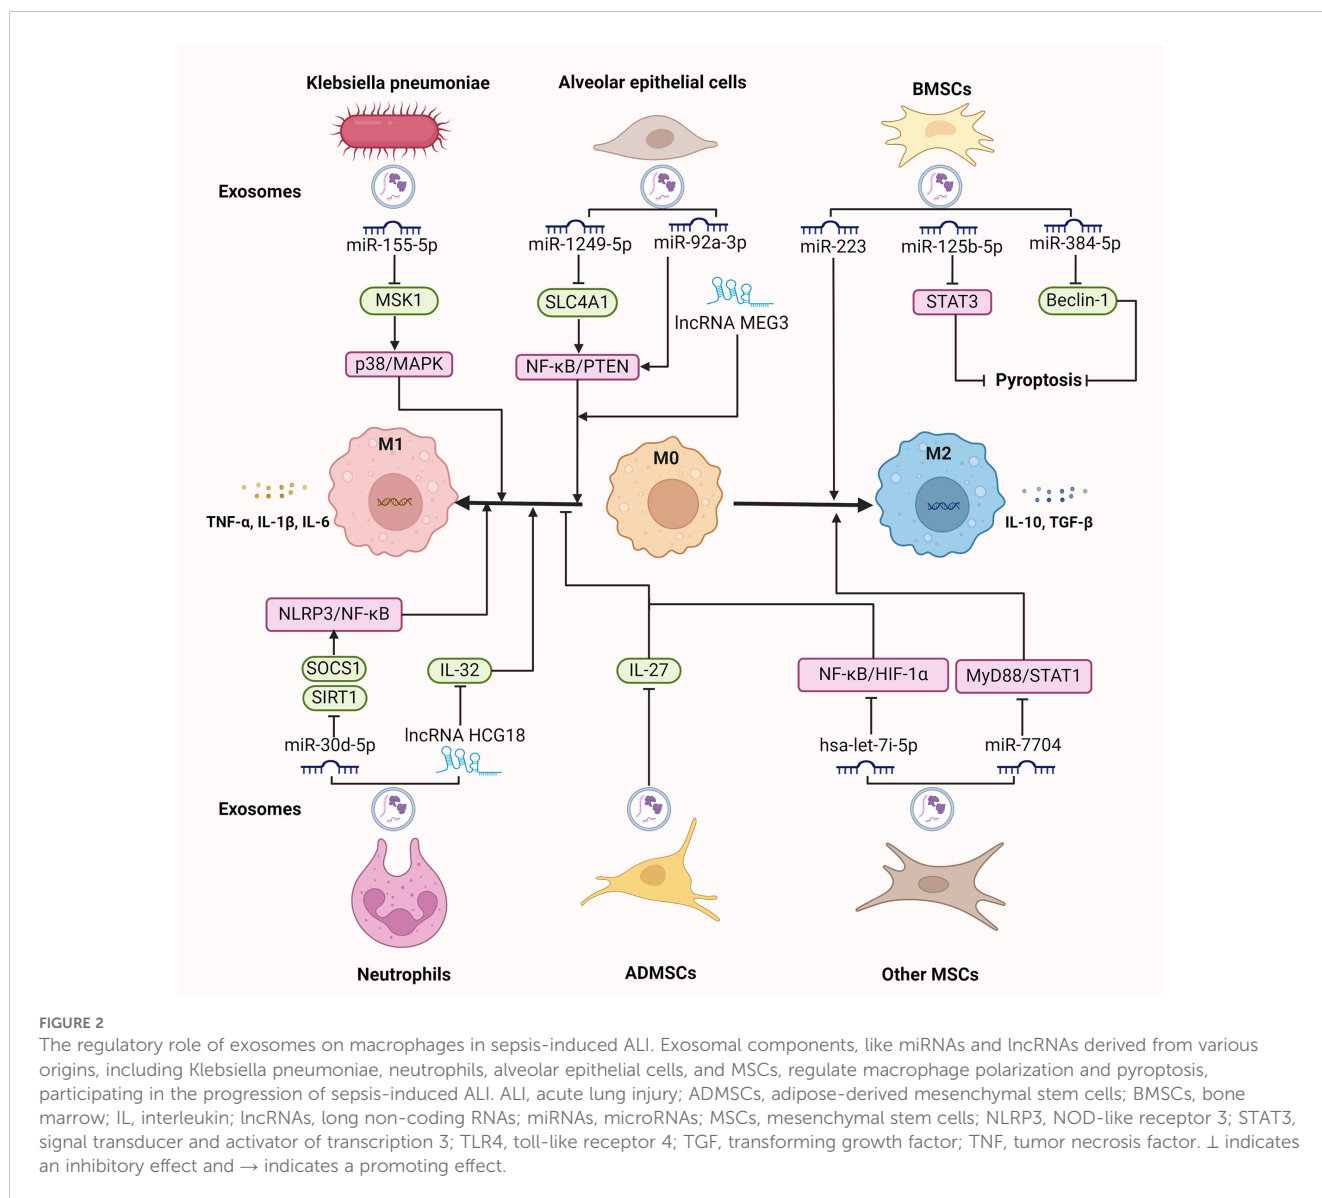 Klebsiella pneumoniae
Alveolar epithelial cells
BMSCs
Exosomes
miR-155-5p
miR-1249-5p
miR-92a-3p
miR-223
miR-125b-5p
miR-384-5p
MSK1
SLC4A1
lncRNA MEG3
STAT3
Beclin-1
p38/MAPK
NF-κB/PTEN
Pyroptosis
M1
M0
M2
TNF-α, IL-1β, IL-6
IL-10, TGF-β
NLRP3/NF-κB
SOCS1
SIRT1
IL-32
IL-27
NF-κB/HIF-1α
MyD88/STAT1
miR-30d-5p
lncRNA HCG18
hsa-let-7i-5p
miR-7704
Exosomes
Neutrophils
ADMSCs
Other MSCs
FIGURE 2
The regulatory role of exosomes on macrophages in sepsis-induced ALI. Exosomal components, like miRNAs and lncRNAs derived from various
origins, including Klebsiella pneumoniae, neutrophils, alveolar epithelial cells, and MSCs, regulate macrophage polarization and pyroptosis,
participating in the progression of sepsis-induced ALI. ALI, acute lung injury; ADMSCs, adipose-derived mesenchymal stem cells; BMSCs, bone
marrow; IL, interleukin; lncRNAs, long non-coding RNAs; miRNAs, microRNAs; MSCs, mesenchymal stem cells; NLRP3, NOD-like receptor 3; STAT3,
signal transducer and activator of transcription 3; TLR4, toll-like receptor 4; TGF, transforming growth factor; TNF, tumor necrosis factor. ⊥ indicates
an inhibitory effect and → indicates a promoting effect.